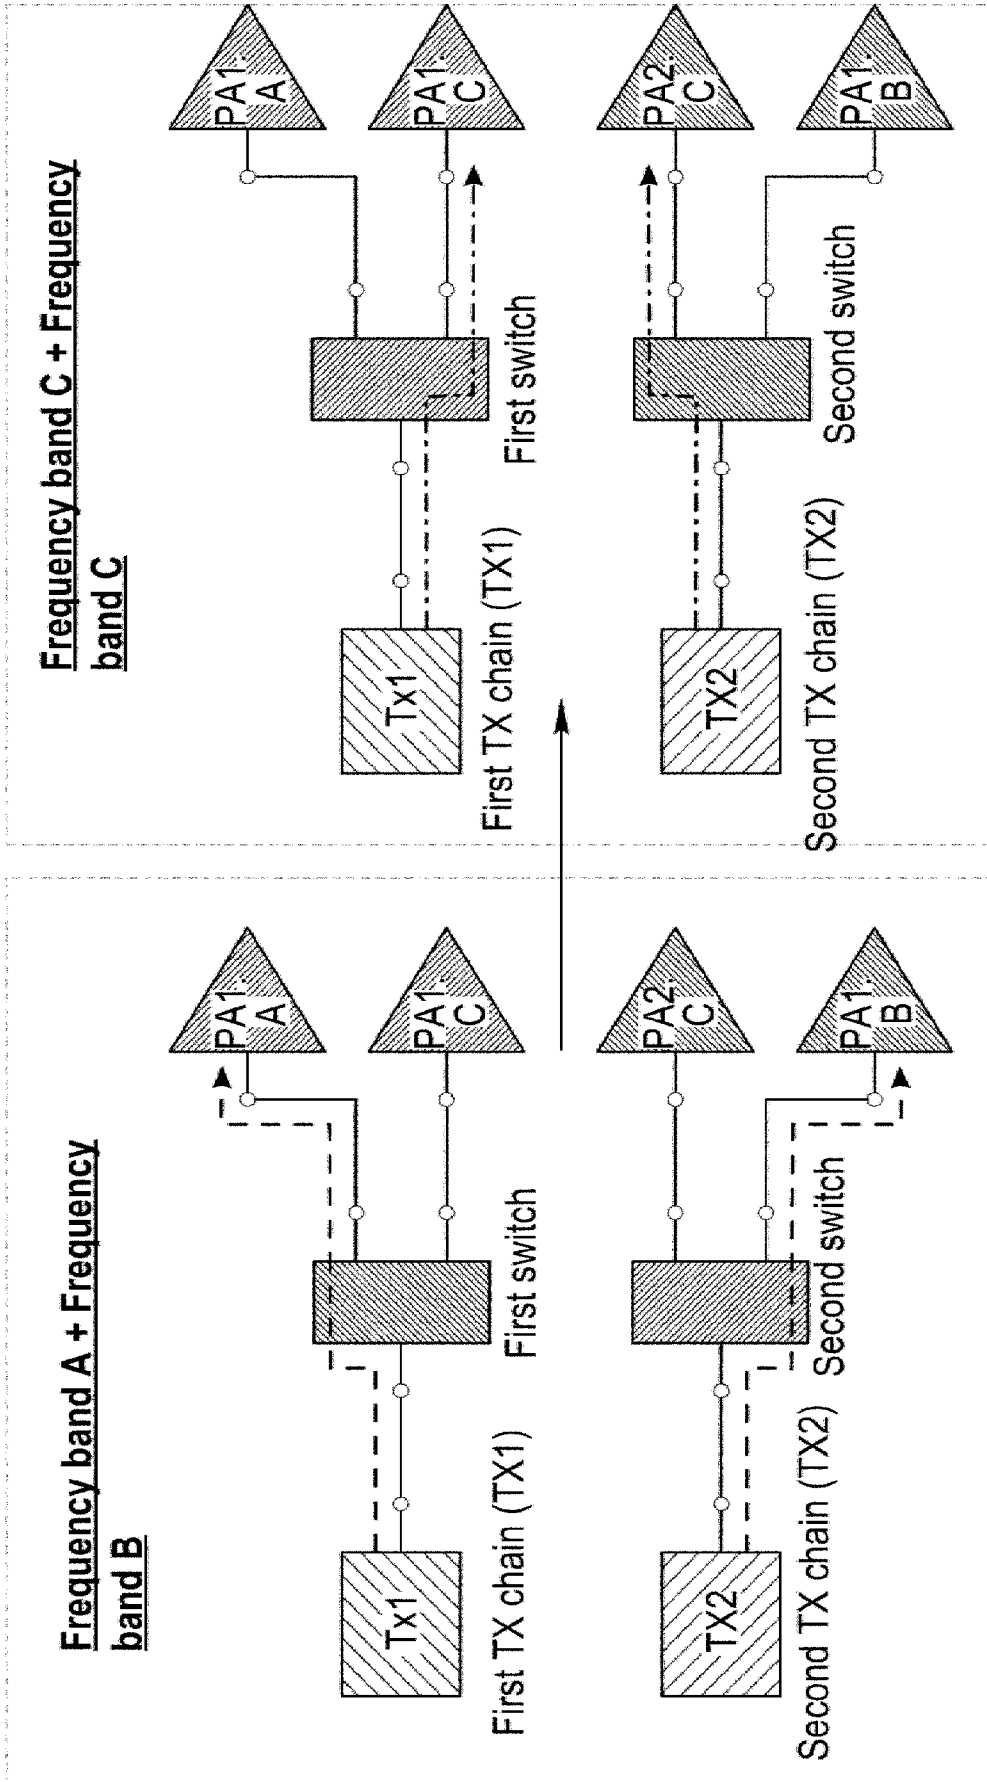 Frequency band A + Frequency
band B
Tx1
First TX chain (TX1)
First switch
PA1.
A
PA1.
C
TX2
Second TX chain (TX2)
Second switch
PA2.
C
PA1.
B
Frequency band C + Frequency
band C
Tx1
First TX chain (TX1)
First switch
PA1.
A
PA1.
C
TX2
Second TX chain (TX2)
Second switch
PA2.
C
PA1.
B